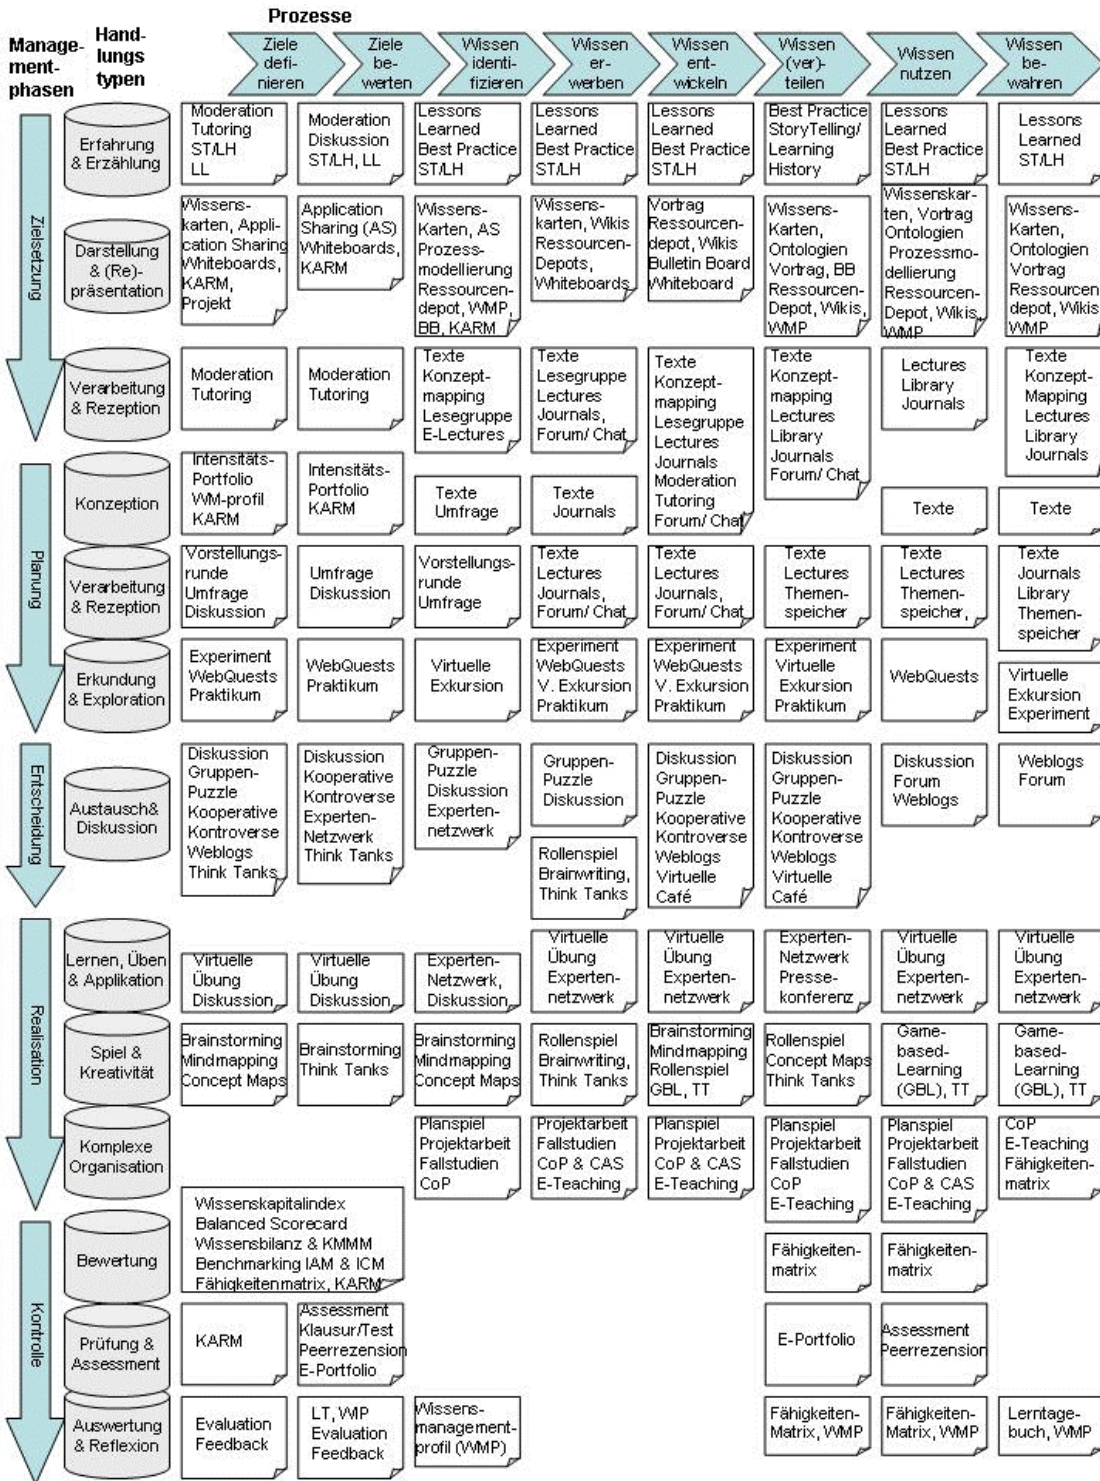 Prozesse
Manage-
mentphasen
Hand-
lungs
typen
Ziele
defi-
nieren
Ziele
be-
werten
Wissen
identi-
fizieren
Wissen
er-
werben
Wissen
ent-
wickeln
Wissen
(ver)-
teilen
Wissen
nutzen
Wissen
be-
wahren
Zielsetzung
Erfahrung
& Erzählung
Moderation
Tutoring
ST/LH
LL
Moderation
Diskussion
ST/LH, LL
Lessons
Learned
Best Practice
ST/LH
Lessons
Learned
Best Practice
ST/LH
Lessons
Learned
Best Practice
ST/LH
Best Practice
StoryTelling/
Learning
History
Lessons
Learned
Best Practice
ST/LH
Lessons
Learned
ST/LH
Darstellung
& (Re)-
präsentation
Wissens-
karten, Appli-
cation Sharing
Whiteboards,
KARM,
Projekt
Application
Sharing (AS)
Whiteboards,
KARM
Wissens-
Karten, AS
Prozess-
modellierung
Ressourcen-
depot, WMP,
BB, KARM
Wissens-
karten, Wikis
Ressourcen-
Depots,
Whiteboards
Vortrag
Ressourcen-
depot, Wikis
Bulletin Board
Whiteboard
Wissens-
Karten,
Ontologien
Vortrag, BB
Ressourcen-
Depot, Wikis,
WMP
Wissenskar-
ten, Vortrag
Ontologien
Prozessmo-
dellierung
Ressourcen-
Depot, Wikis,
WMP
Wissens-
Karten,
Ontologien
Vortrag
Ressourcen-
depot, Wikis
WMP
Verarbeitung
& Rezeption
Moderation
Tutoring
Moderation
Tutoring
Texte
Konzept-
mapping
Lesegruppe
E-Lectures
Texte
Lesegruppe
Lectures
Journals,
Forum/ Chat
Texte
Konzept-
mapping
Lesegruppe
Lectures
Journals
Moderation
Tutoring
Forum/ Chat
Texte
Konzept-
mapping
Lectures
Library
Journals
Forum/ Chat
Lectures
Library
Journals
Texte
Konzept-
Mapping
Lectures
Library
Journals
Planung
Konzeption
Intensitäts-
Portfolio
WM-profil
KARM
Intensitäts-
Portfolio
KARM
Texte
Umfrage
Texte
Journals
Texte
Texte
Verarbeitung
& Rezeption
Vorstellungs-
runde
Umfrage
Diskussion
Umfrage
Diskussion
Vorstellungs-
runde
Umfrage
Texte
Lectures
Journals,
Forum/ Chat
Texte
Lectures
Journals,
Forum/ Chat
Texte
Lectures
Themen-
speicher
Texte
Lectures
Themen-
speicher,
Texte
Journals
Library
Themen-
speicher
Erkundung
& Exploration
Experiment
WebQuests
Praktikum
WebQuests
Praktikum
Virtuelle
Exkursion
Experiment
WebQuests
V. Exkursion
Praktikum
Experiment
WebQuests
V. Exkursion
Praktikum
Experiment
Virtuelle
Exkursion
Praktikum
WebQuests
Virtuelle
Exkursion
Experiment
Entscheidung
Austausch&
Diskussion
Diskussion
Gruppen-
Puzzle
Kooperative
Kontroverse
Weblogs
Think Tanks
Diskussion
Kooperative
Kontroverse
Experten-
Netzwerk
Think Tanks
Gruppen-
Puzzle
Diskussion
Experten-
netzwerk
Gruppen-
Puzzle
Diskussion
Rollenspiel
Brainwriting,
Think Tanks
Diskussion
Gruppen-
Puzzle
Kooperative
Kontroverse
Weblogs
Virtuelle
Café
Diskussion
Gruppen-
Puzzle
Kooperative
Kontroverse
Weblogs
Virtuelle
Café
Diskussion
Forum
Weblogs
Weblogs
Forum
Realisation
Lernen, Üben
& Applikation
Virtuelle
Übung
Diskussion
Virtuelle
Übung
Diskussion
Experten-
Netzwerk,
Diskussion
Virtuelle
Übung
Experten-
netzwerk
Virtuelle
Übung
Experten-
netzwerk
Experten-
Netzwerk
Presse-
konferenz
Virtuelle
Übung
Experten-
netzwerk
Virtuelle
Übung
Experten-
netzwerk
Spiel &
Kreativität
Brainstorming
Mindmapping
Concept Maps
Brainstorming
Think Tanks
Brainstorming
Mindmapping
Concept Maps
Rollenspiel
Brainwriting,
Think Tanks
Brainstorming
Mindmapping
Rollenspiel
GBL, TT
Rollenspiel
Concept Maps
Think Tanks
Game-
based-
Learning
(GBL), TT
Game-
based-
Learning
(GBL), TT
Komplexe
Organisation
Planspiel
Projektarbeit
Fallstudien
CoP
Projektarbeit
Fallstudien
CoP & CAS
E-Teaching
Planspiel
Projektarbeit
CoP & CAS
E-Teaching
Planspiel
Projektarbeit
Fallstudien
CoP
E-Teaching
Planspiel
Projektarbeit
Fallstudien
CoP & CAS
E-Teaching
CoP
E-Teaching
Fähigkeiten-
matrix
Kontrolle
Bewertung
Wissenskapitalindex
Balanced Scorecard
Wissensbilanz & KMMM
Benchmarking IAM & ICM
Fähigkeitenmatrix, KARM
Fähigkeiten-
matrix
Fähigkeiten-
matrix
Prüfung &
Assessment
KARM
Assessment
Klausur/Test
Peerrezension
E-Portfolio
E-Portfolio
Assessment
Peerrezension
Auswertung
& Reflexion
Evaluation
Feedback
LT, WIP
Evaluation
Feedback
Wissens-
management-
profil (WMP)
Fähigkeiten-
Matrix, WMP
Fähigkeiten-
Matrix, WMP
Lerntage-
buch, WMP